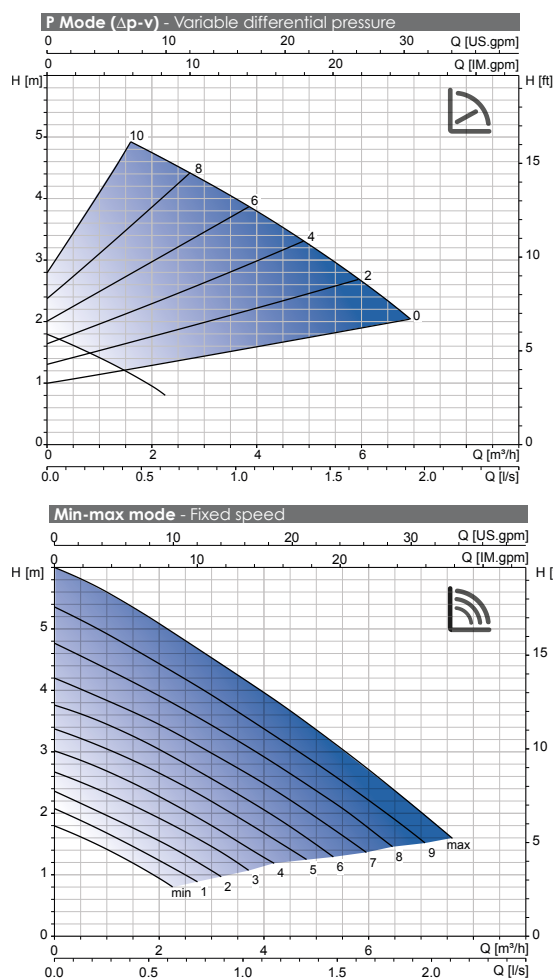 P Mode (Δp-v) - Variable differential pressure
0 10 20 30 Q [US.gpm]
0 10 20 Q [IM.gpm]
H [m] H [ft]
5
4
3
2
1
0
15
10
5
0
10
8
6
4
2
0
0 2 4 6 Q [m³/h]
0.0 0.5 1.0 1.5 2.0 Q [l/s]
Min-max mode - Fixed speed
0 10 20 30 Q [US.gpm]
0 10 20 Q [IM.gpm]
H [m] H [
5
4
3
2
1
0
15
10
5
0
min 1 2 3 4 5 6 7 8 9 max
0 2 4 6 Q [m³/h]
0.0 0.5 1.0 1.5 2.0 Q [l/s]